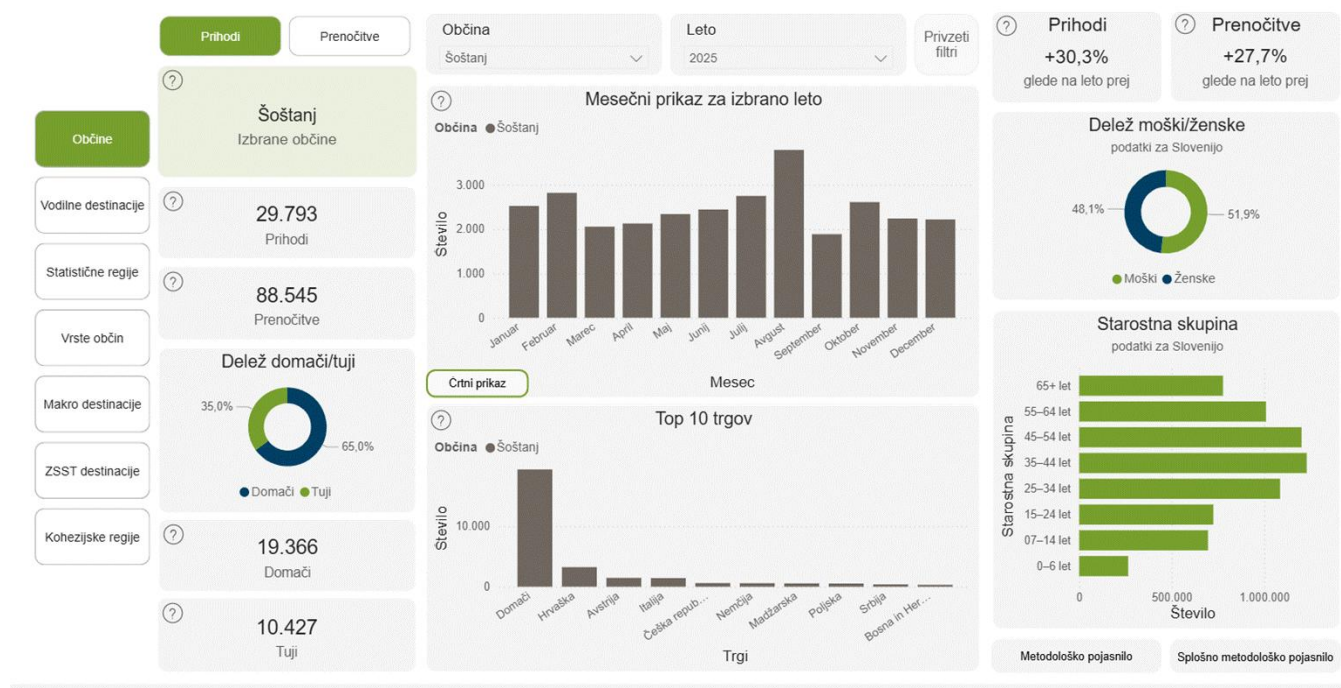 Občine
Vodilne destinacije
Statistične regije
Vrste občin
Makro destinacije
ZSST destinacije
Kohezijske regije
Prihodi
Prenočitve
?
Šoštanj
Izbrane občine
?
29.793
Prihodi
?
88.545
Prenočitve
Delež domači/tuji
35,0%
65,0%
Domači Tuji
?
19.366
Domači
?
10.427
Tuji
Občina
Šoštanj
Leto
2025
Privzeti
filtri
?
Mesečni prikaz za izbrano leto
Občina Šoštanj
Število
3.000
2.000
1.000
0
Januar
Februar
Marec
April
Maj
Junij
Julij
Avgust
September
Oktober
November
December
Mesec
Črtni prikaz
?
Top 10 trgov
Občina Šoštanj
Število
10.000
0
Domači
Hrvaška
Avstrija
Italija
Češka repub...
Nemčija
Madžarska
Poljska
Srbija
Bosna in Her...
Trgi
?
Prihodi
+30,3%
glede na leto prej
?
Prenočitve
+27,7%
glede na leto prej
Delež moški/ženske
podatki za Slovenijo
48,1%
51,9%
Moški Ženske
Starostna skupina
podatki za Slovenijo
Starostna skupina
65+ let
55–64 let
45–54 let
35–44 let
25–34 let
15–24 let
07–14 let
0–6 let
0
500.000
1.000.000
Število
Metodološko pojasnilo
Splošno metodološko pojasnilo